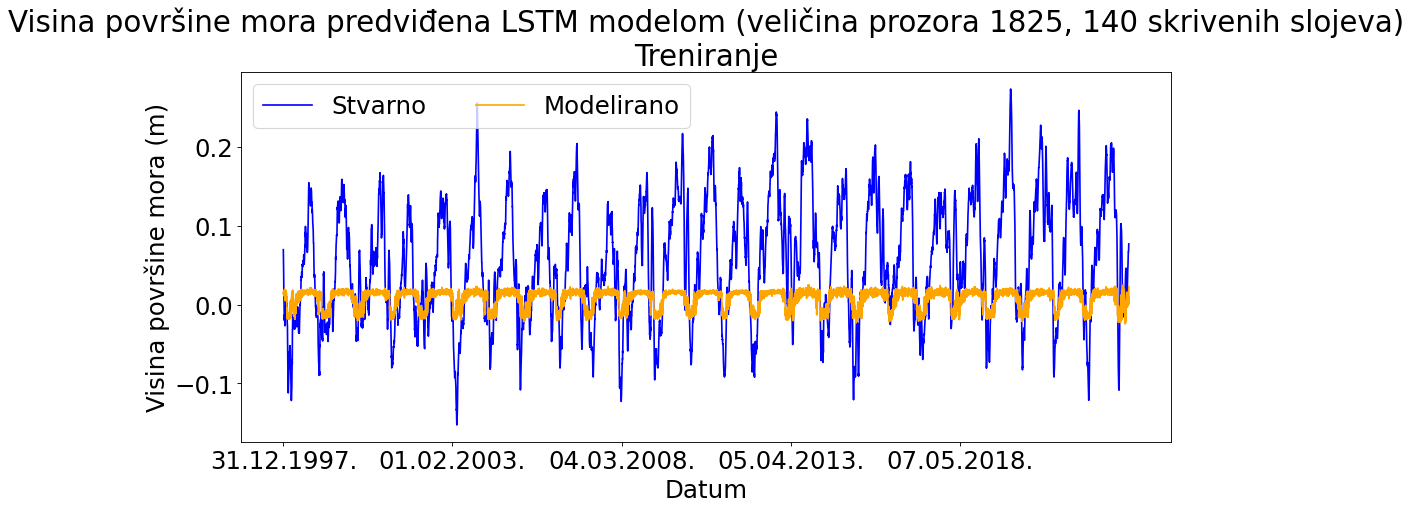 Visina površine mora predviđena LSTM modelom (veličina prozora 1825, 140 skrivenih slojeva)
Treniranje
Stvarno Modelirano
Visina površine mora (m)
0.2
0.1
0.0
−0.1
31.12.1997. 01.02.2003. 04.03.2008. 05.04.2013. 07.05.2018.
Datum